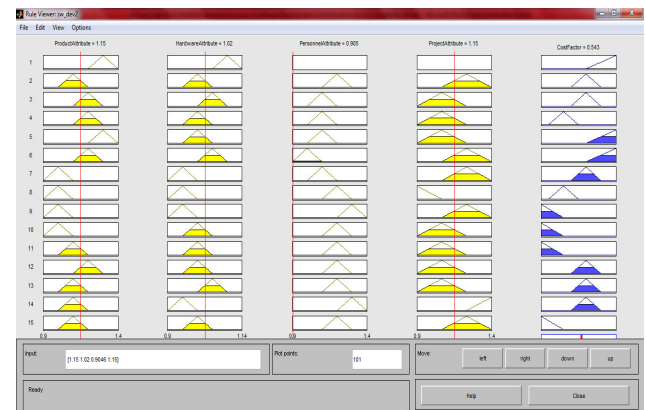 Rule Viewer: sw_dev2
File Edit View Options
ProductAttribute = 1.15 HardwareAttribute = 1.02 PersonnelAttribute = 0.905 ProjectAttribute = 1.15 CostFactor = 0.543
1
2
3
4
5
6
7
8
9
10
11
12
13
14
15
0.9 1.4 0.9 1.14 0.9 1.4 0.9 1.4
Input: [1.15 1.02 0.9046 1.15] Plot points: 101 Move: left right down up
Ready Help Close